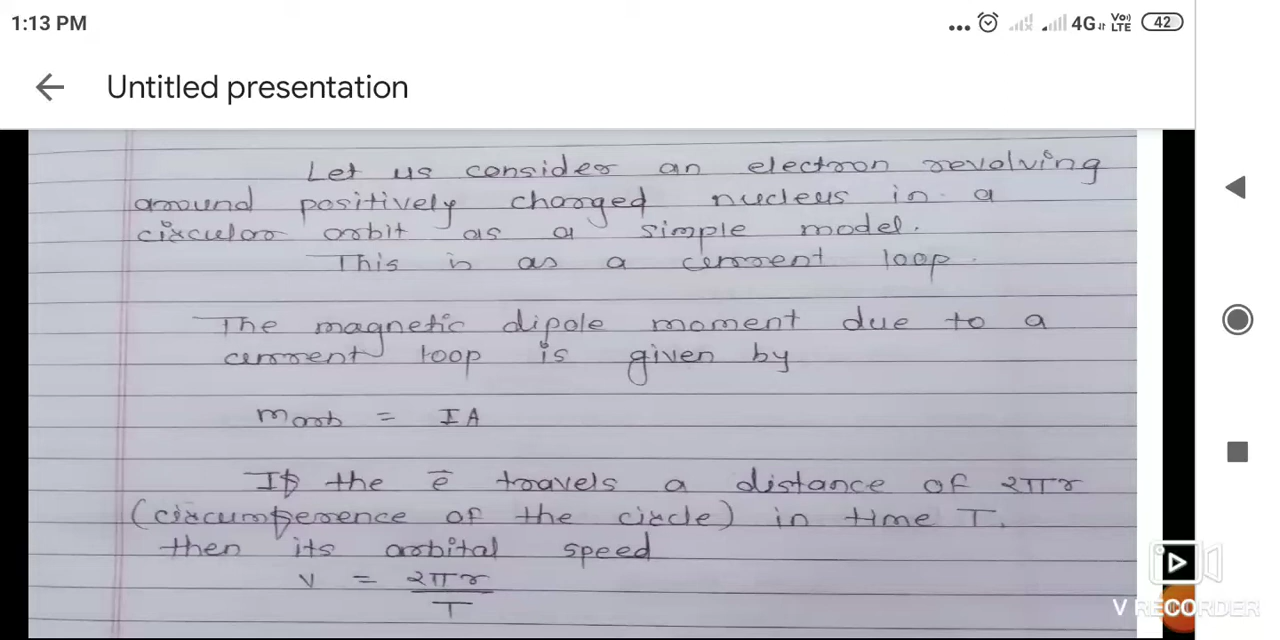 1:13 PM
4G Vo) LTE 42
Untitled presentation
Let us consider an electron revolving
around positively charged nucleus in a
circular orbit as a simple model.
This is as a current loop.
The magnetic dipole moment due to a
current loop is given by
morb = IA
If the e̅ travels a distance of 2πr
(circumference of the circle) in time T.
then its orbital speed
v = 2πr
T
V RECORDER